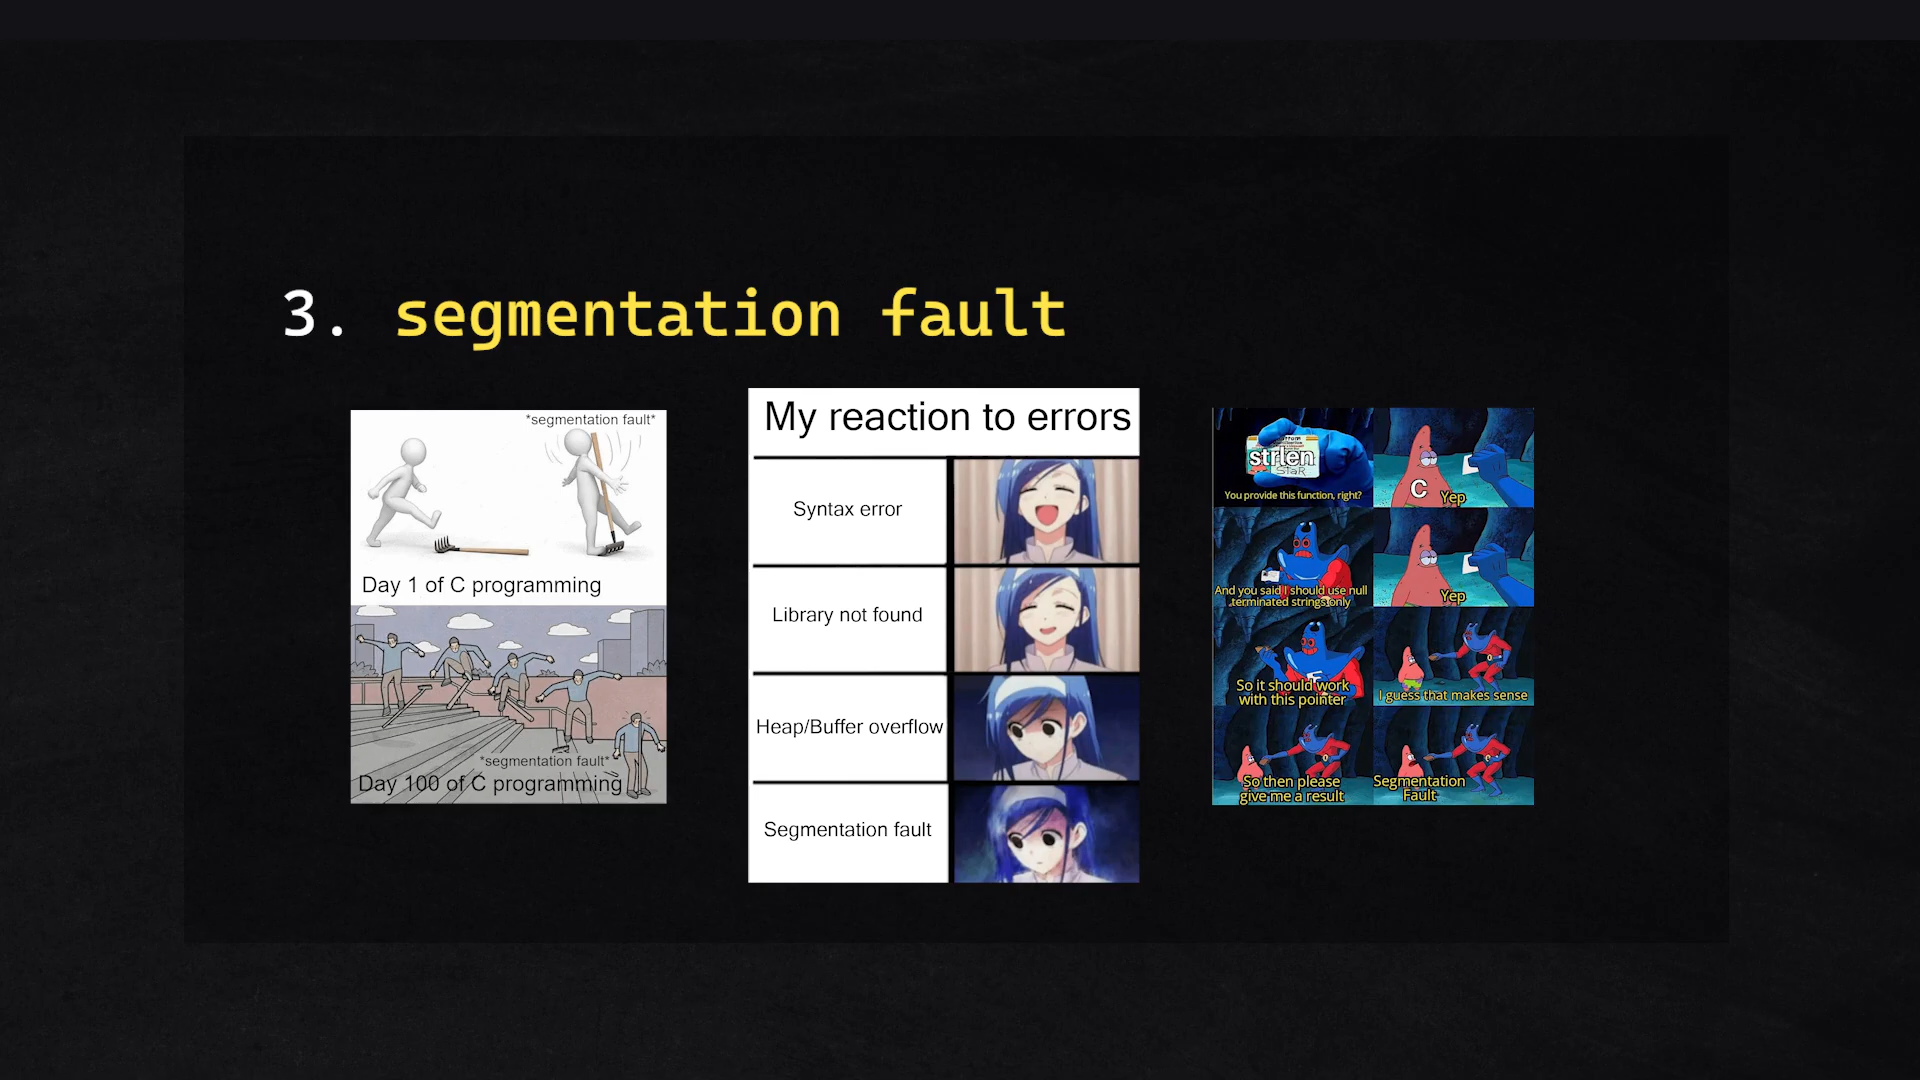 3. segmentation fault
*segmentation fault*
Day 1 of C programming
*segmentation fault*
Day 100 of C programming
My reaction to errors
Syntax error
Library not found
Heap/Buffer overflow
Segmentation fault
strlen
StaR
You provide this function, right?
C
Yep
And you said I should use null
terminated strings only
Yep
So it should work
with this pointer
I guess that makes sense
So then please
give me a result
Segmentation
Fault